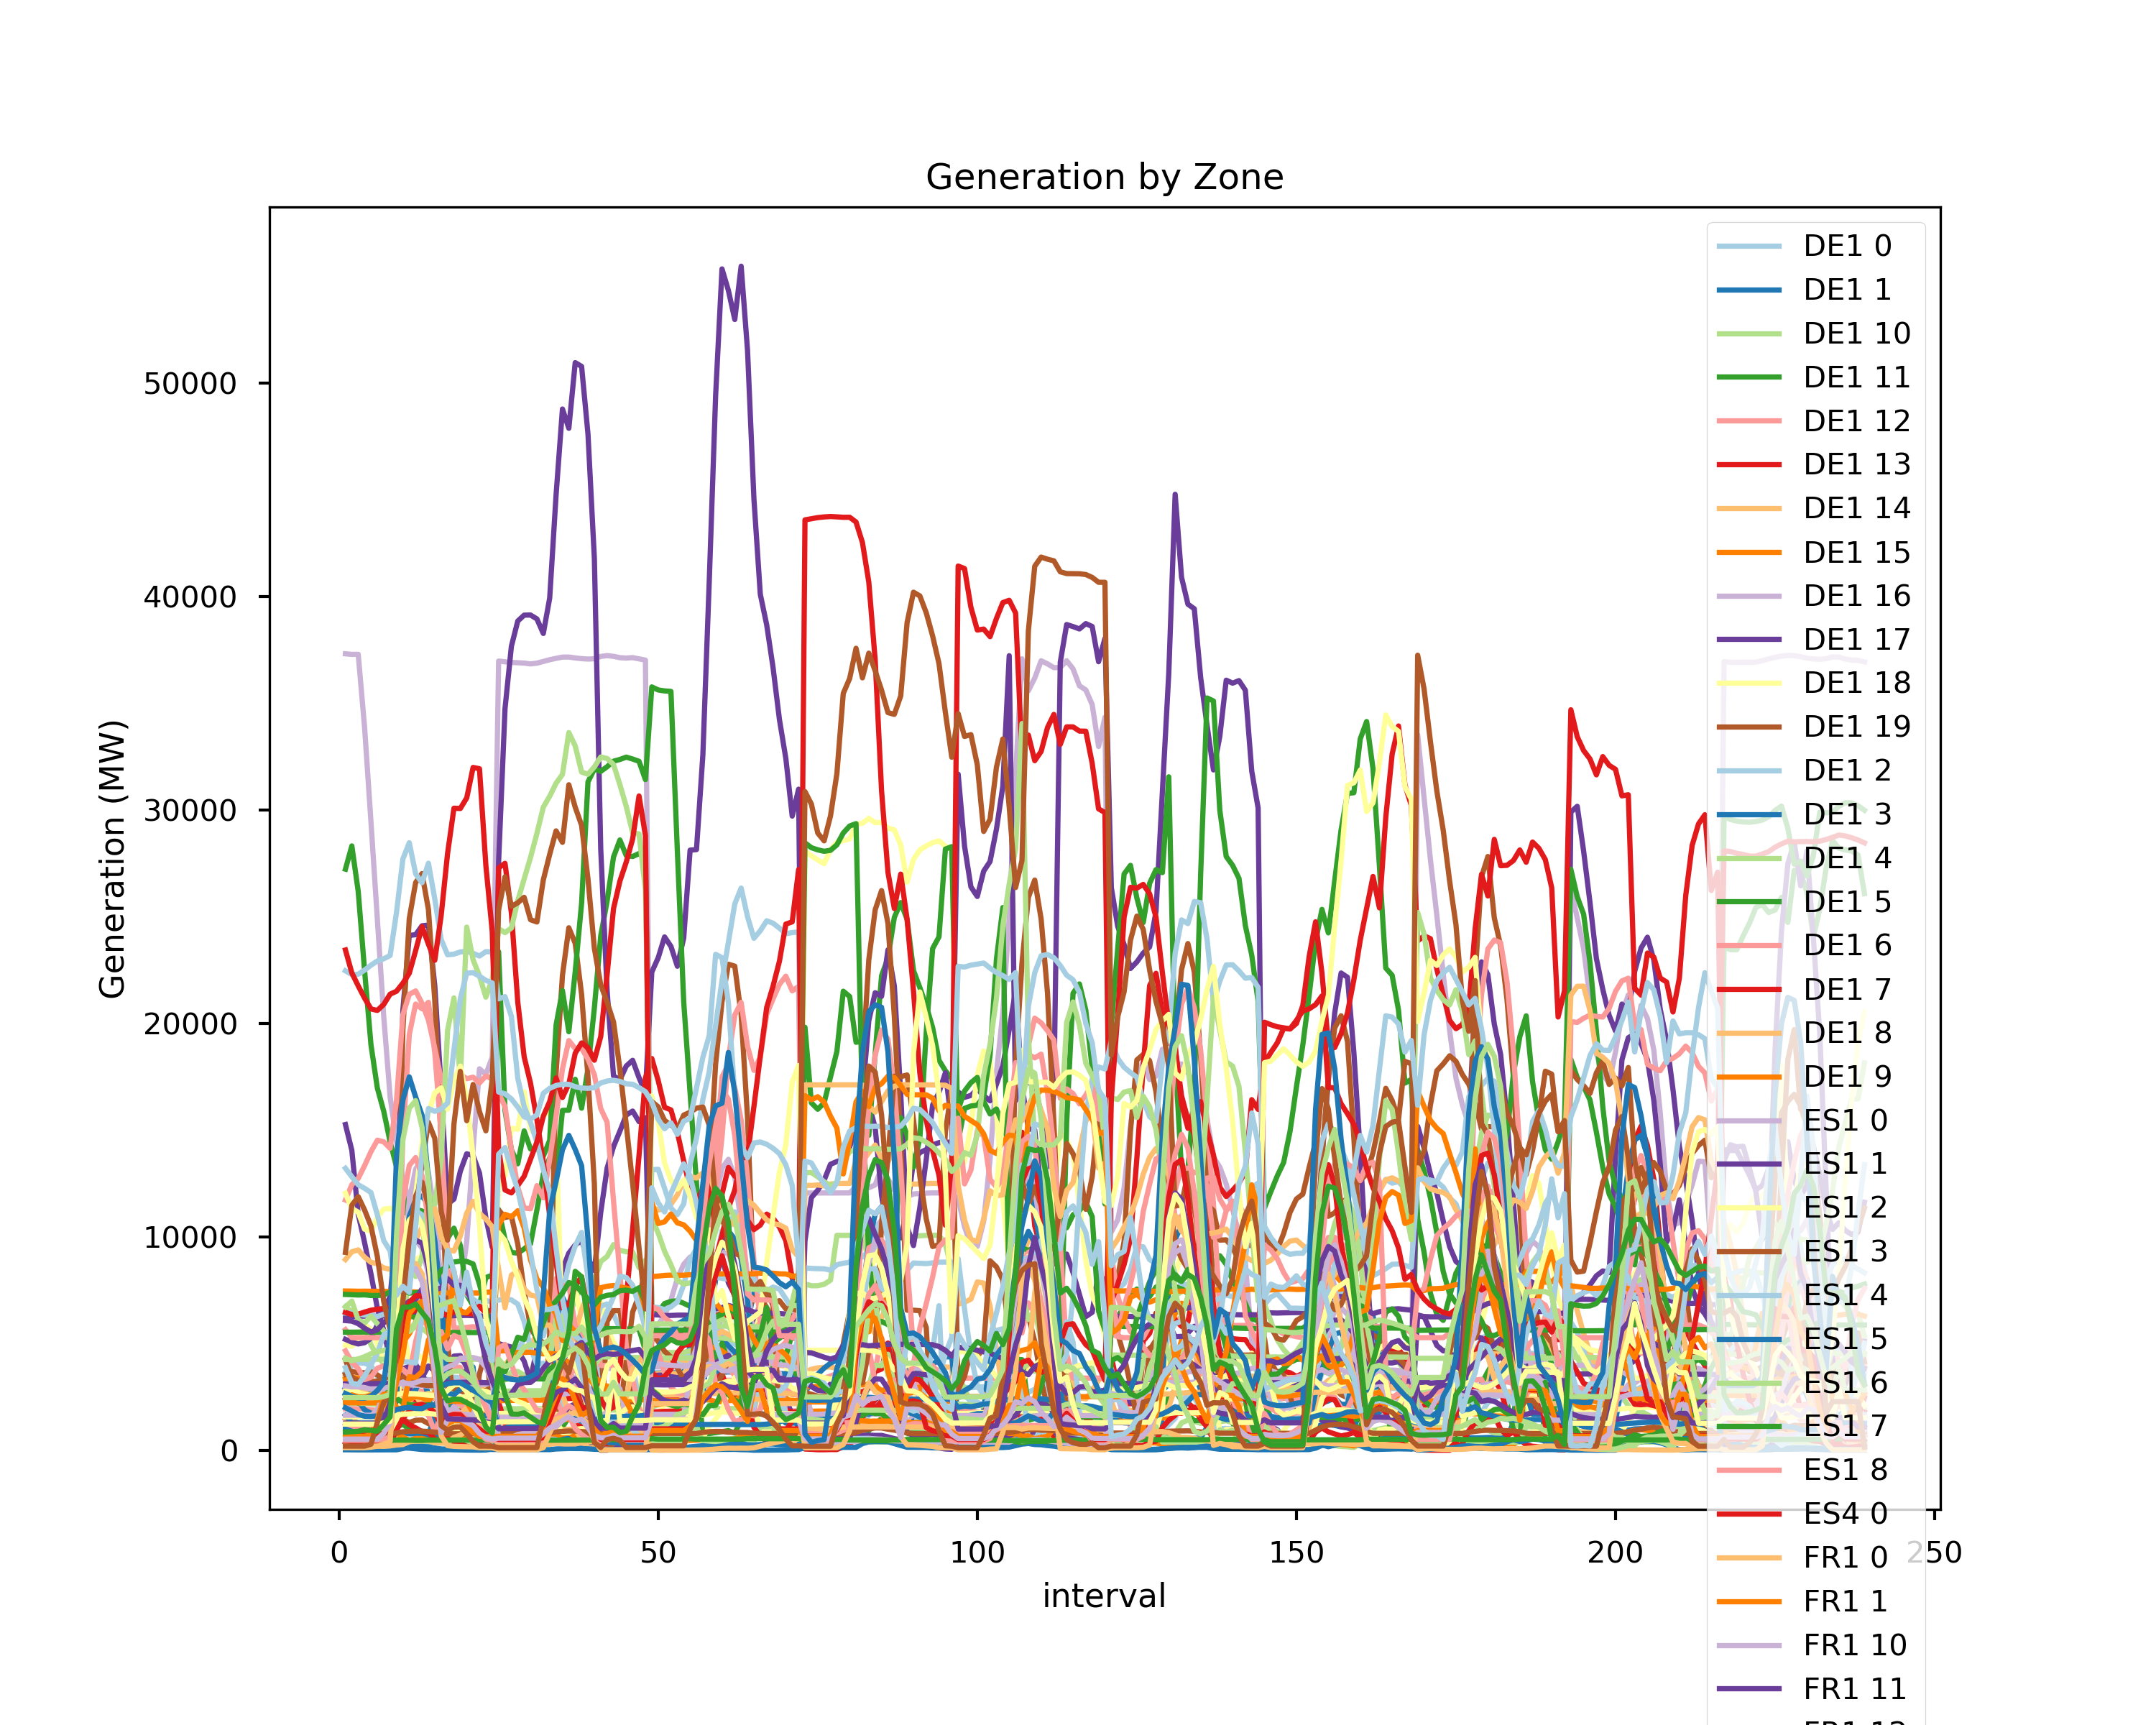 Generation by Zone
Generation (MW)
50000
40000
30000
20000
10000
0
0
50
100
150
200
250
interval
DE1 0
DE1 1
DE1 10
DE1 11
DE1 12
DE1 13
DE1 14
DE1 15
DE1 16
DE1 17
DE1 18
DE1 19
DE1 2
DE1 3
DE1 4
DE1 5
DE1 6
DE1 7
DE1 8
DE1 9
ES1 0
ES1 1
ES1 2
ES1 3
ES1 4
ES1 5
ES1 6
ES1 7
ES1 8
ES4 0
FR1 0
FR1 1
FR1 10
FR1 11